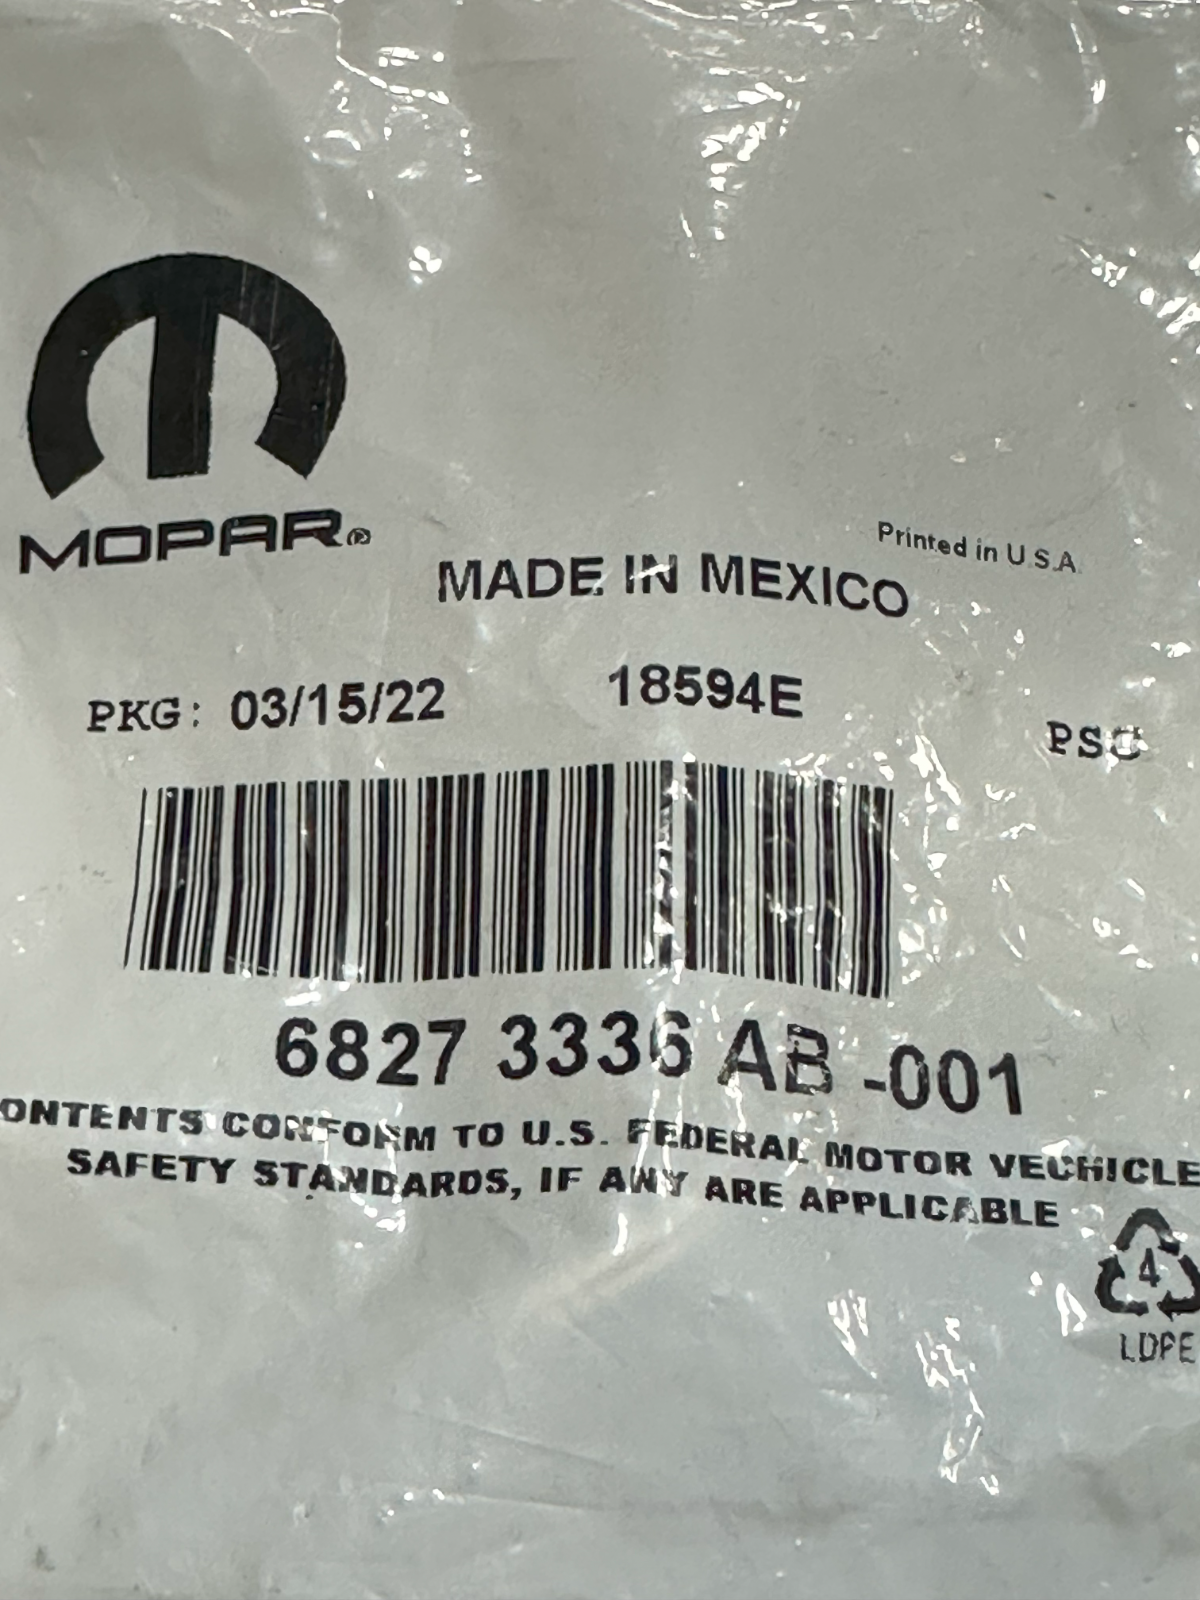 MOPAR®
Printed in U.S.A.
MADE IN MEXICO
PKG: 03/15/22 18594E PSC
6827 3336 AB -001
ONTENTS CONFORM TO U.S. FEDERAL MOTOR VECHICLE
SAFETY STANDARDS, IF ANY ARE APPLICABLE
4
LDPE